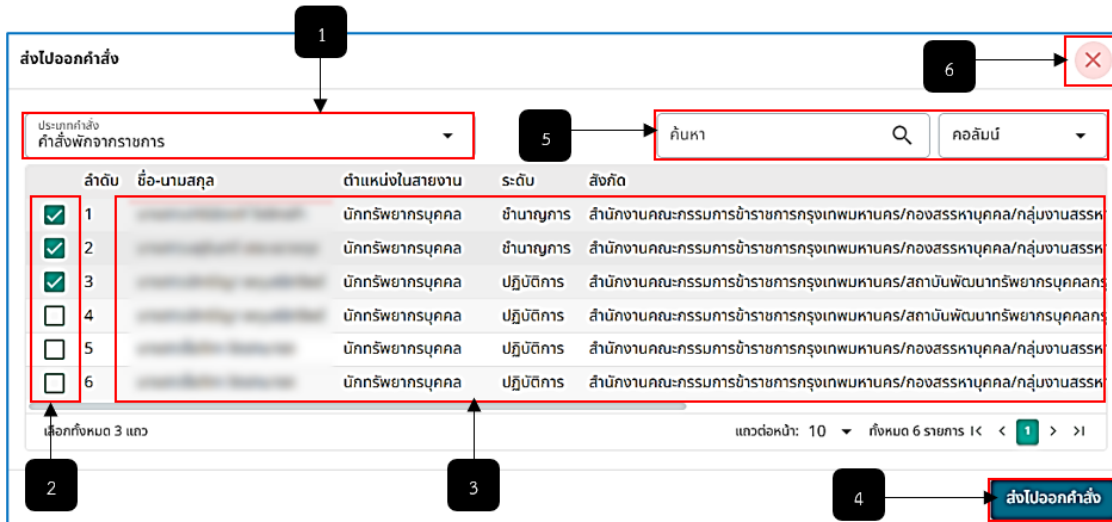 1
ส่งไปออกคำสั่ง
6
ประเภทคำสั่ง
คำสั่งพักจากราชการ
5
ค้นหา
คอลัมน์
ลำดับ ชื่อ-นามสกุล ตำแหน่งในสายงาน ระดับ สังกัด
1 นักทรัพยากรบุคคล ชำนาญการ สำนักงานคณะกรรมการข้าราชการกรุงเทพมหานคร/กองสรรหาบุคคล/กลุ่มงานสรรห
2 นักทรัพยากรบุคคล ชำนาญการ สำนักงานคณะกรรมการข้าราชการกรุงเทพมหานคร/กองสรรหาบุคคล/กลุ่มงานสรรห
3 นักทรัพยากรบุคคล ปฏิบัติการ สำนักงานคณะกรรมการข้าราชการกรุงเทพมหานคร/สถาบันพัฒนาทรัพยากรบุคคลกร
4 นักทรัพยากรบุคคล ปฏิบัติการ สำนักงานคณะกรรมการข้าราชการกรุงเทพมหานคร/สถาบันพัฒนาทรัพยากรบุคคลกร
5 นักทรัพยากรบุคคล ปฏิบัติการ สำนักงานคณะกรรมการข้าราชการกรุงเทพมหานคร/กองสรรหาบุคคล/กลุ่มงานสรรห
6 นักทรัพยากรบุคคล ปฏิบัติการ สำนักงานคณะกรรมการข้าราชการกรุงเทพมหานคร/กองสรรหาบุคคล/กลุ่มงานสรรห
เลือกทั้งหมด 3 แถว
แถวต่อหน้า: 10 ทั้งหมด 6 รายการ 1
2
3
4
ส่งไปออกคำสั่ง